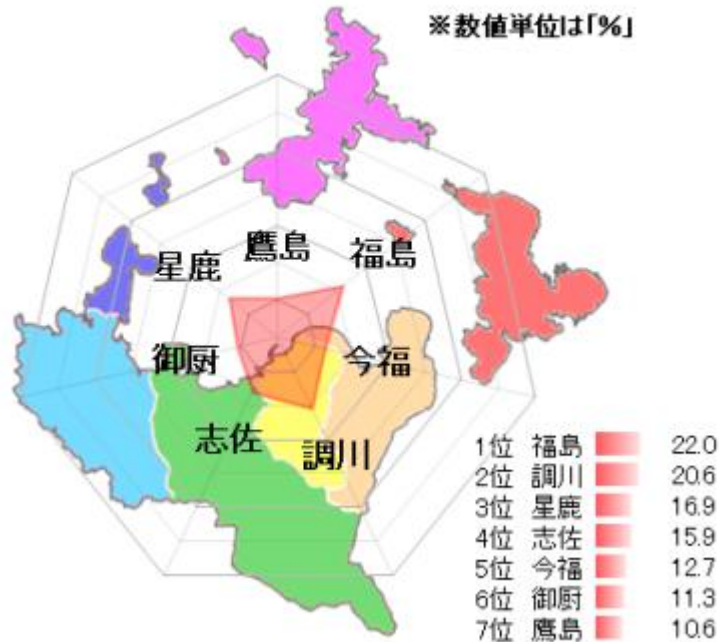 ※数値単位は「%」
鷹島
福島
星鹿
御厨
今福
志佐
調川
1位 福島 22.0
2位 調川 20.6
3位 星鹿 16.9
4位 志佐 15.9
5位 今福 12.7
6位 御厨 11.3
7位 鷹島 10.6